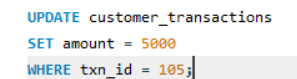 UPDATE customer_transactions
SET amount = 5000
WHERE txn_id = 105;